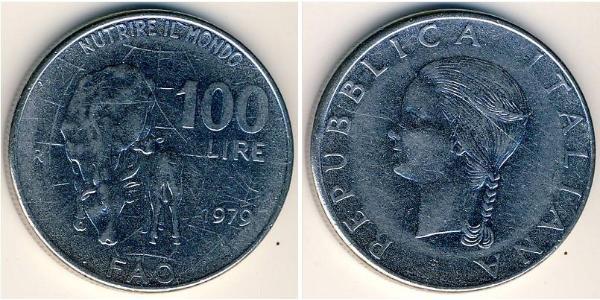 NUTRIRE IL MONDO
100
LIRE
R
1979
FAO
REPUBBLICA ITALIANA